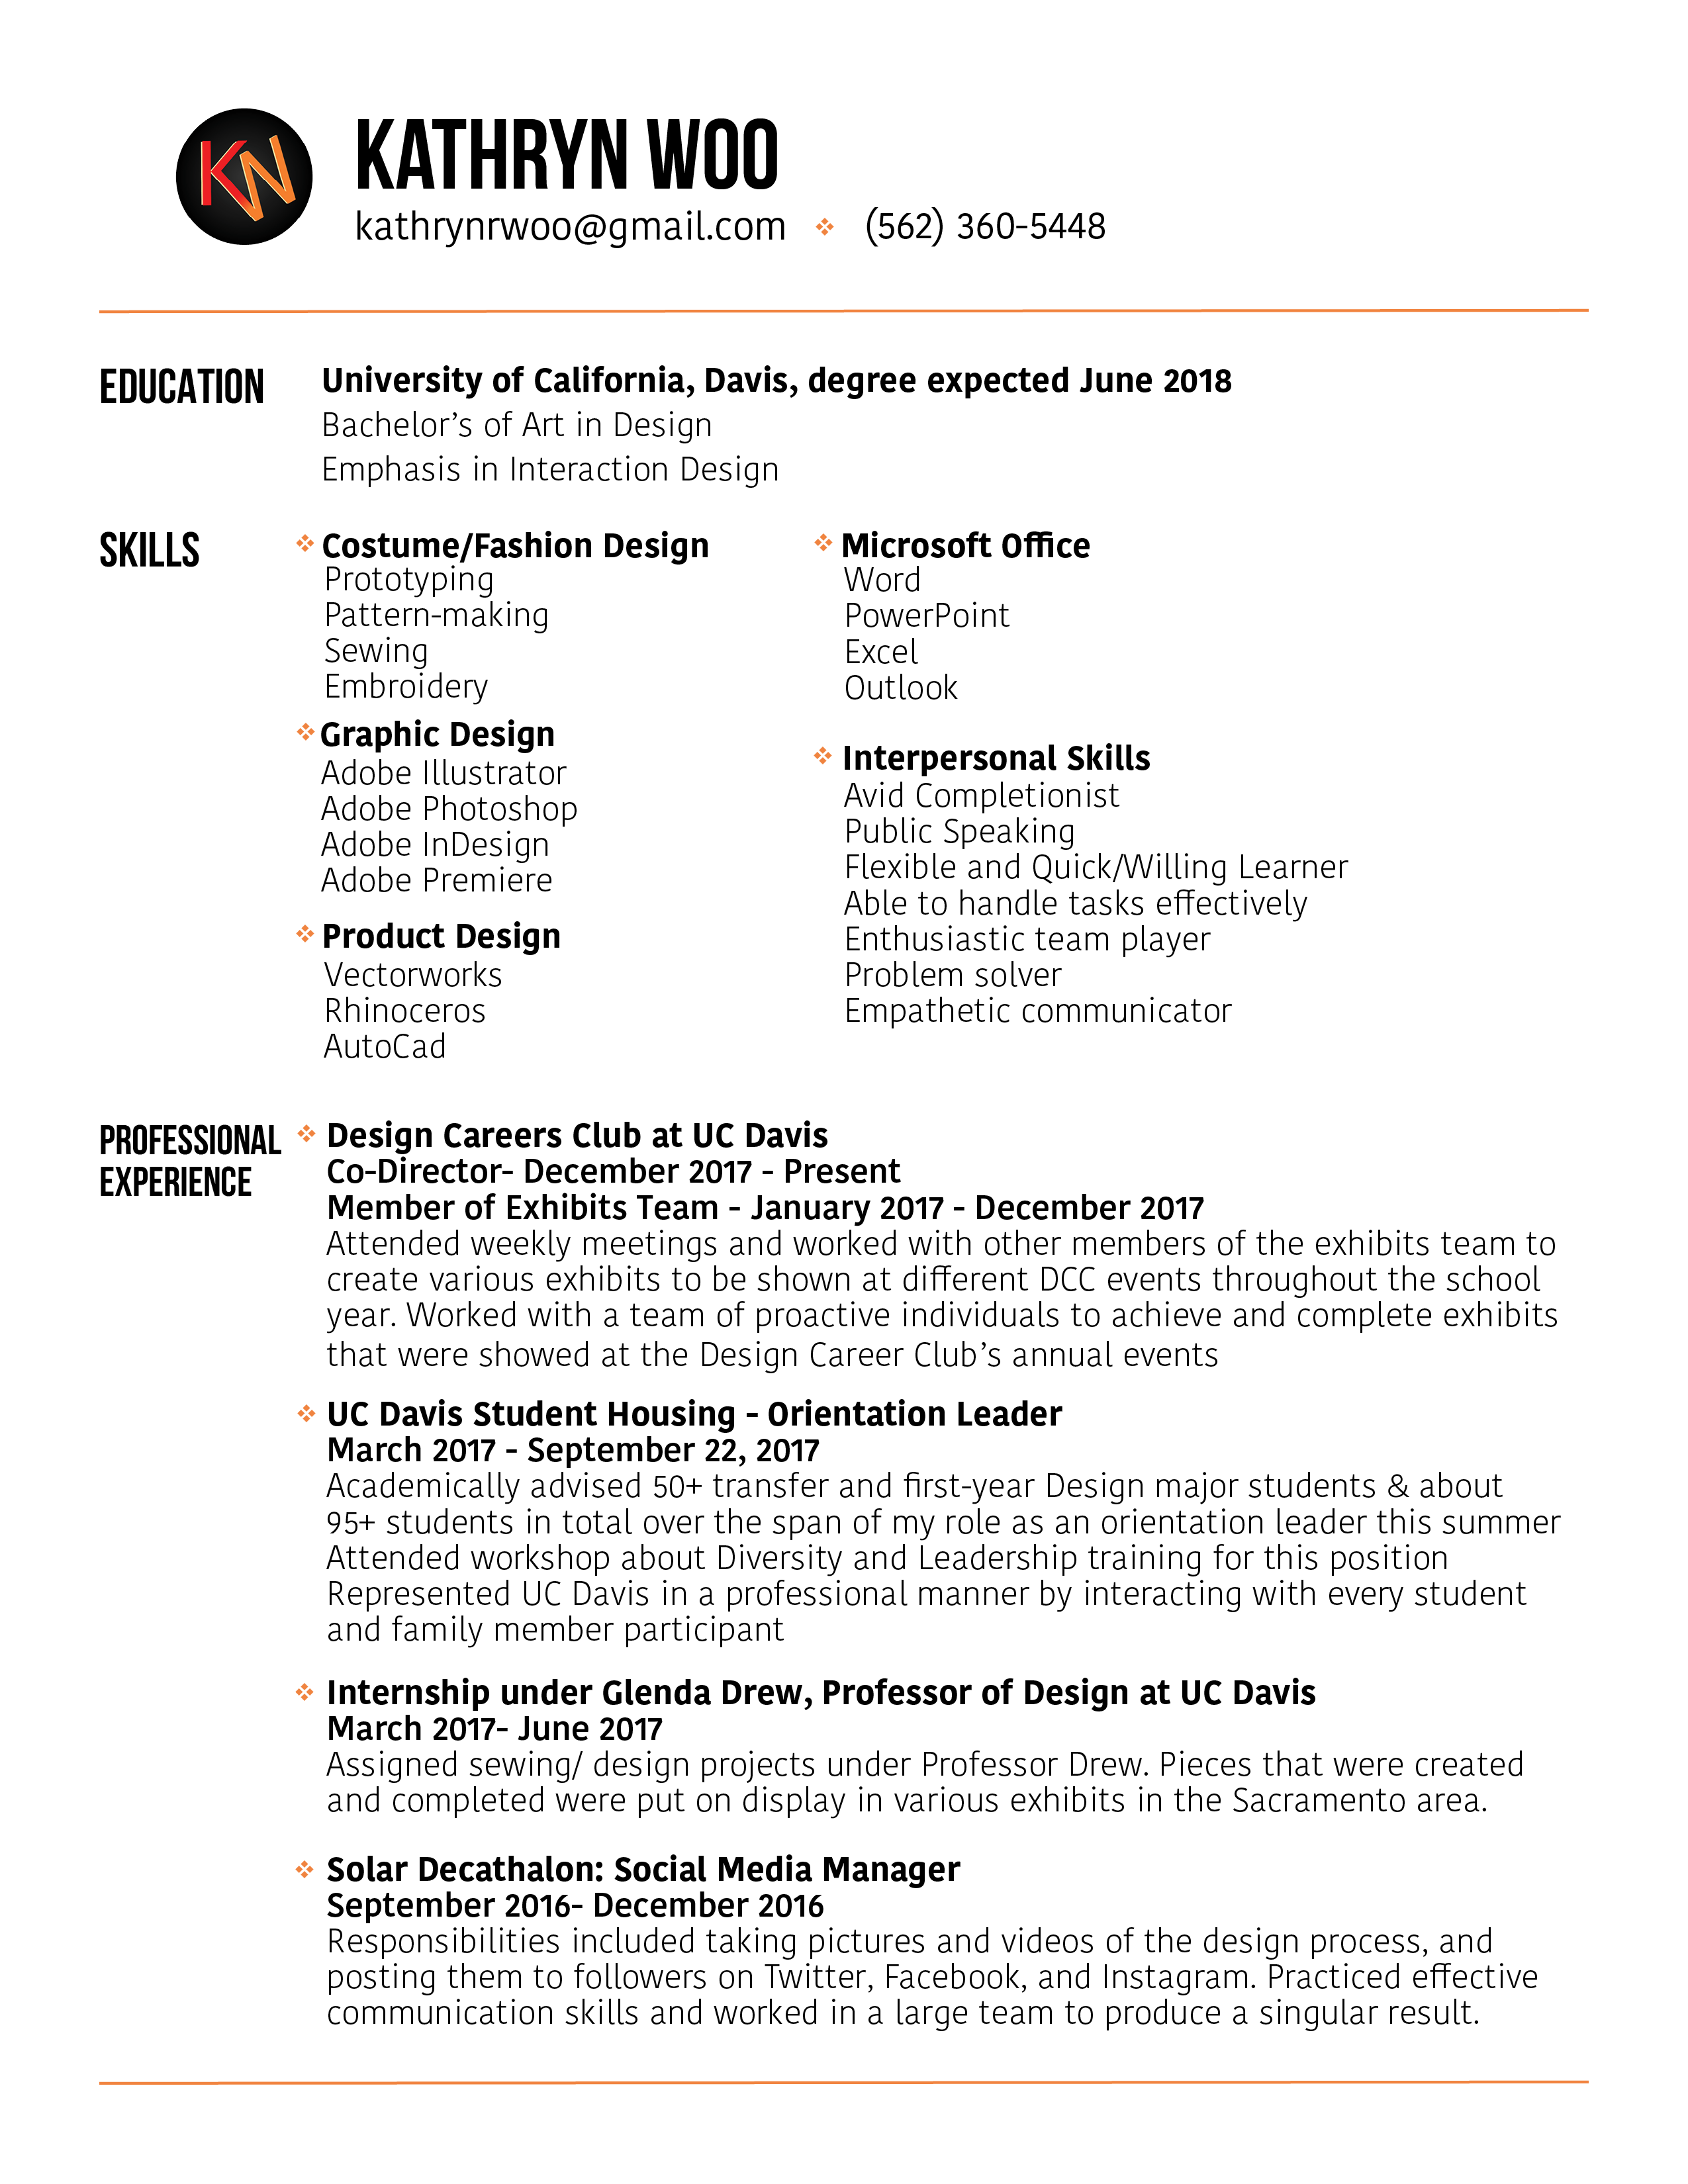 KW
KATHRYN WOO
kathrynrwoo@gmail.com ❖ (562) 360-5448
EDUCATION
University of California, Davis, degree expected June 2018
Bachelor’s of Art in Design
Emphasis in Interaction Design
SKILLS
❖ Costume/Fashion Design
Prototyping
Pattern-making
Sewing
Embroidery
❖ Graphic Design
Adobe Illustrator
Adobe Photoshop
Adobe InDesign
Adobe Premiere
❖ Product Design
Vectorworks
Rhinoceros
AutoCad
❖ Microsoft Office
Word
PowerPoint
Excel
Outlook
❖ Interpersonal Skills
Avid Completionist
Public Speaking
Flexible and Quick/Willing Learner
Able to handle tasks effectively
Enthusiastic team player
Problem solver
Empathetic communicator
PROFESSIONAL
EXPERIENCE
❖ Design Careers Club at UC Davis
Co-Director- December 2017 - Present
Member of Exhibits Team - January 2017 - December 2017
Attended weekly meetings and worked with other members of the exhibits team to
create various exhibits to be shown at different DCC events throughout the school
year. Worked with a team of proactive individuals to achieve and complete exhibits
that were showed at the Design Career Club’s annual events
❖ UC Davis Student Housing - Orientation Leader
March 2017 - September 22, 2017
Academically advised 50+ transfer and first-year Design major students & about
95+ students in total over the span of my role as an orientation leader this summer
Attended workshop about Diversity and Leadership training for this position
Represented UC Davis in a professional manner by interacting with every student
and family member participant
❖ Internship under Glenda Drew, Professor of Design at UC Davis
March 2017- June 2017
Assigned sewing/ design projects under Professor Drew. Pieces that were created
and completed were put on display in various exhibits in the Sacramento area.
❖ Solar Decathalon: Social Media Manager
September 2016- December 2016
Responsibilities included taking pictures and videos of the design process, and
posting them to followers on Twitter, Facebook, and Instagram. Practiced effective
communication skills and worked in a large team to produce a singular result.